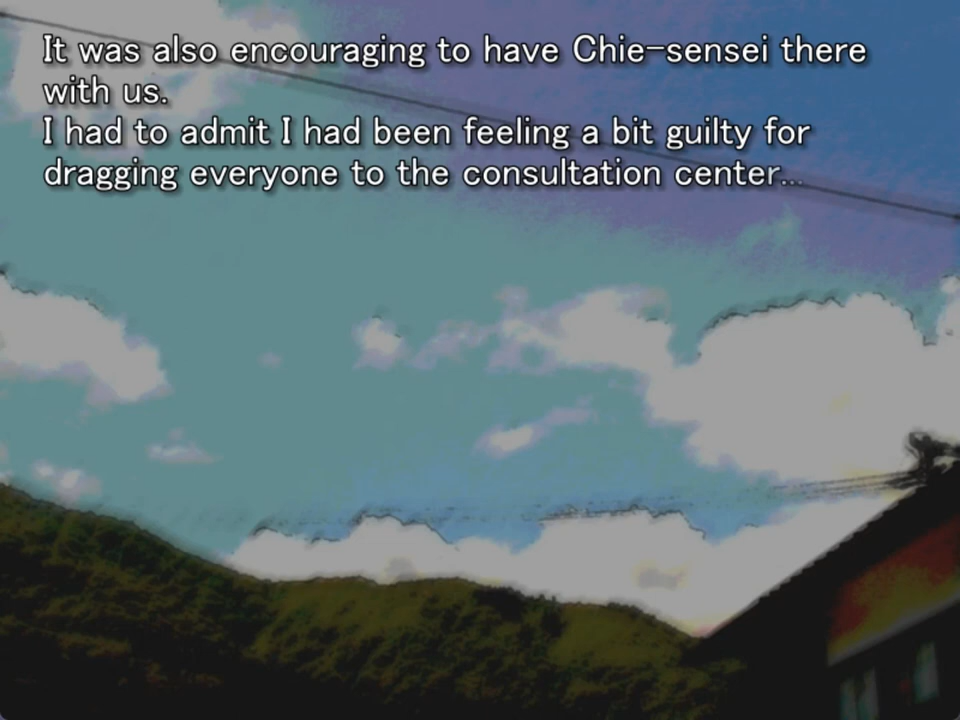 It was also encouraging to have Chie-sensei there
with us.
I had to admit I had been feeling a bit guilty for
dragging everyone to the consultation center...